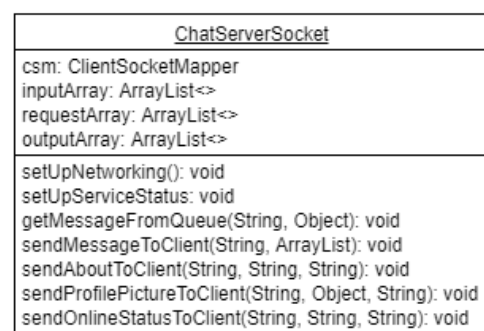 ChatServerSocket
csm: ClientSocketMapper
inputArray: ArrayList<>
requestArray: ArrayList<>
outputArray: ArrayList<>
setUpNetworking(): void
setUpServiceStatus: void
getMessageFromQueue(String, Object): void
sendMessageToClient(String, ArrayList): void
sendAboutToClient(String, String, String): void
sendProfilePictureToClient(String, Object, String): void
sendOnlineStatusToClient(String, String, String): void